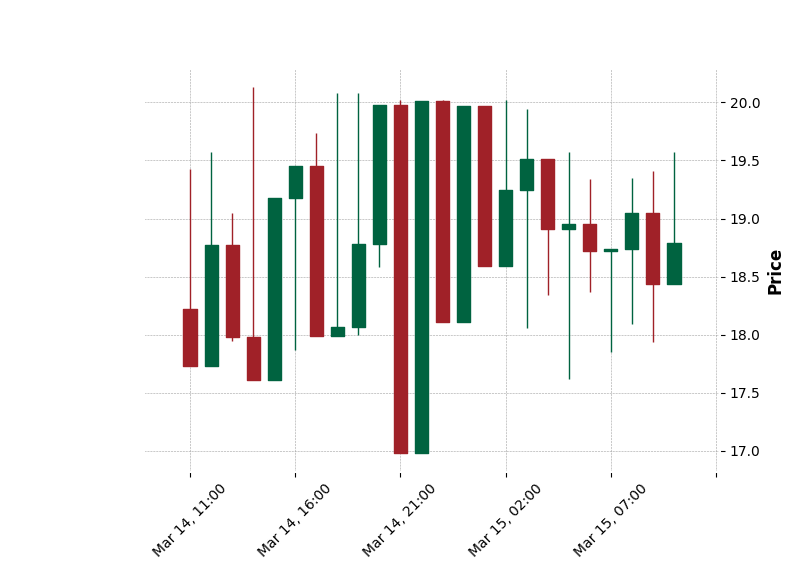 20.0
19.5
19.0
18.5
18.0
17.5
17.0
Price
Mar 14, 11:00
Mar 14, 16:00
Mar 14, 21:00
Mar 15, 02:00
Mar 15, 07:00